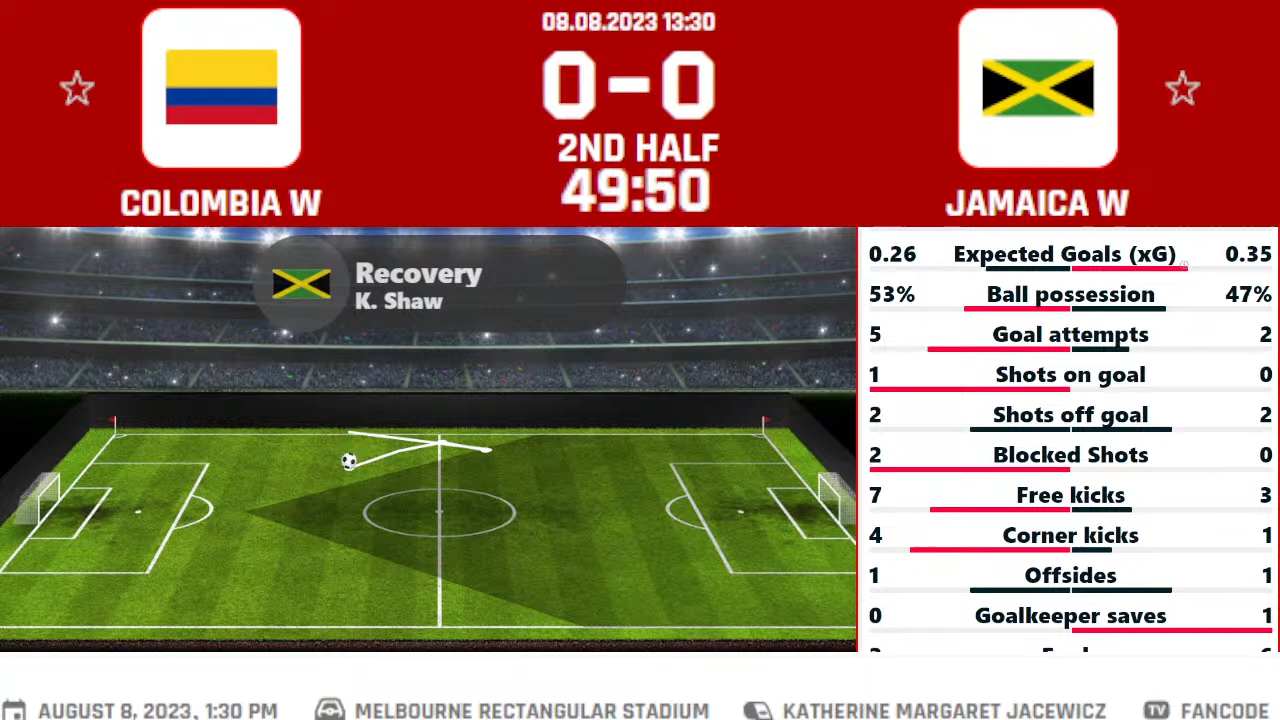 08.08.2023 13:30
0-0
2ND HALF
49:50
COLOMBIA W
JAMAICA W
Recovery
K. Shaw
0.26 Expected Goals (xG) 0.35
53% Ball possession 47%
5 Goal attempts 2
1 Shots on goal 0
2 Shots off goal 2
2 Blocked Shots 0
7 Free kicks 3
4 Corner kicks 1
1 Offsides 1
0 Goalkeeper saves 1
AUGUST 8, 2023, 1:30 PM MELBOURNE RECTANGULAR STADIUM KATHERINE MARGARET JACEWICZ TV FANCODE